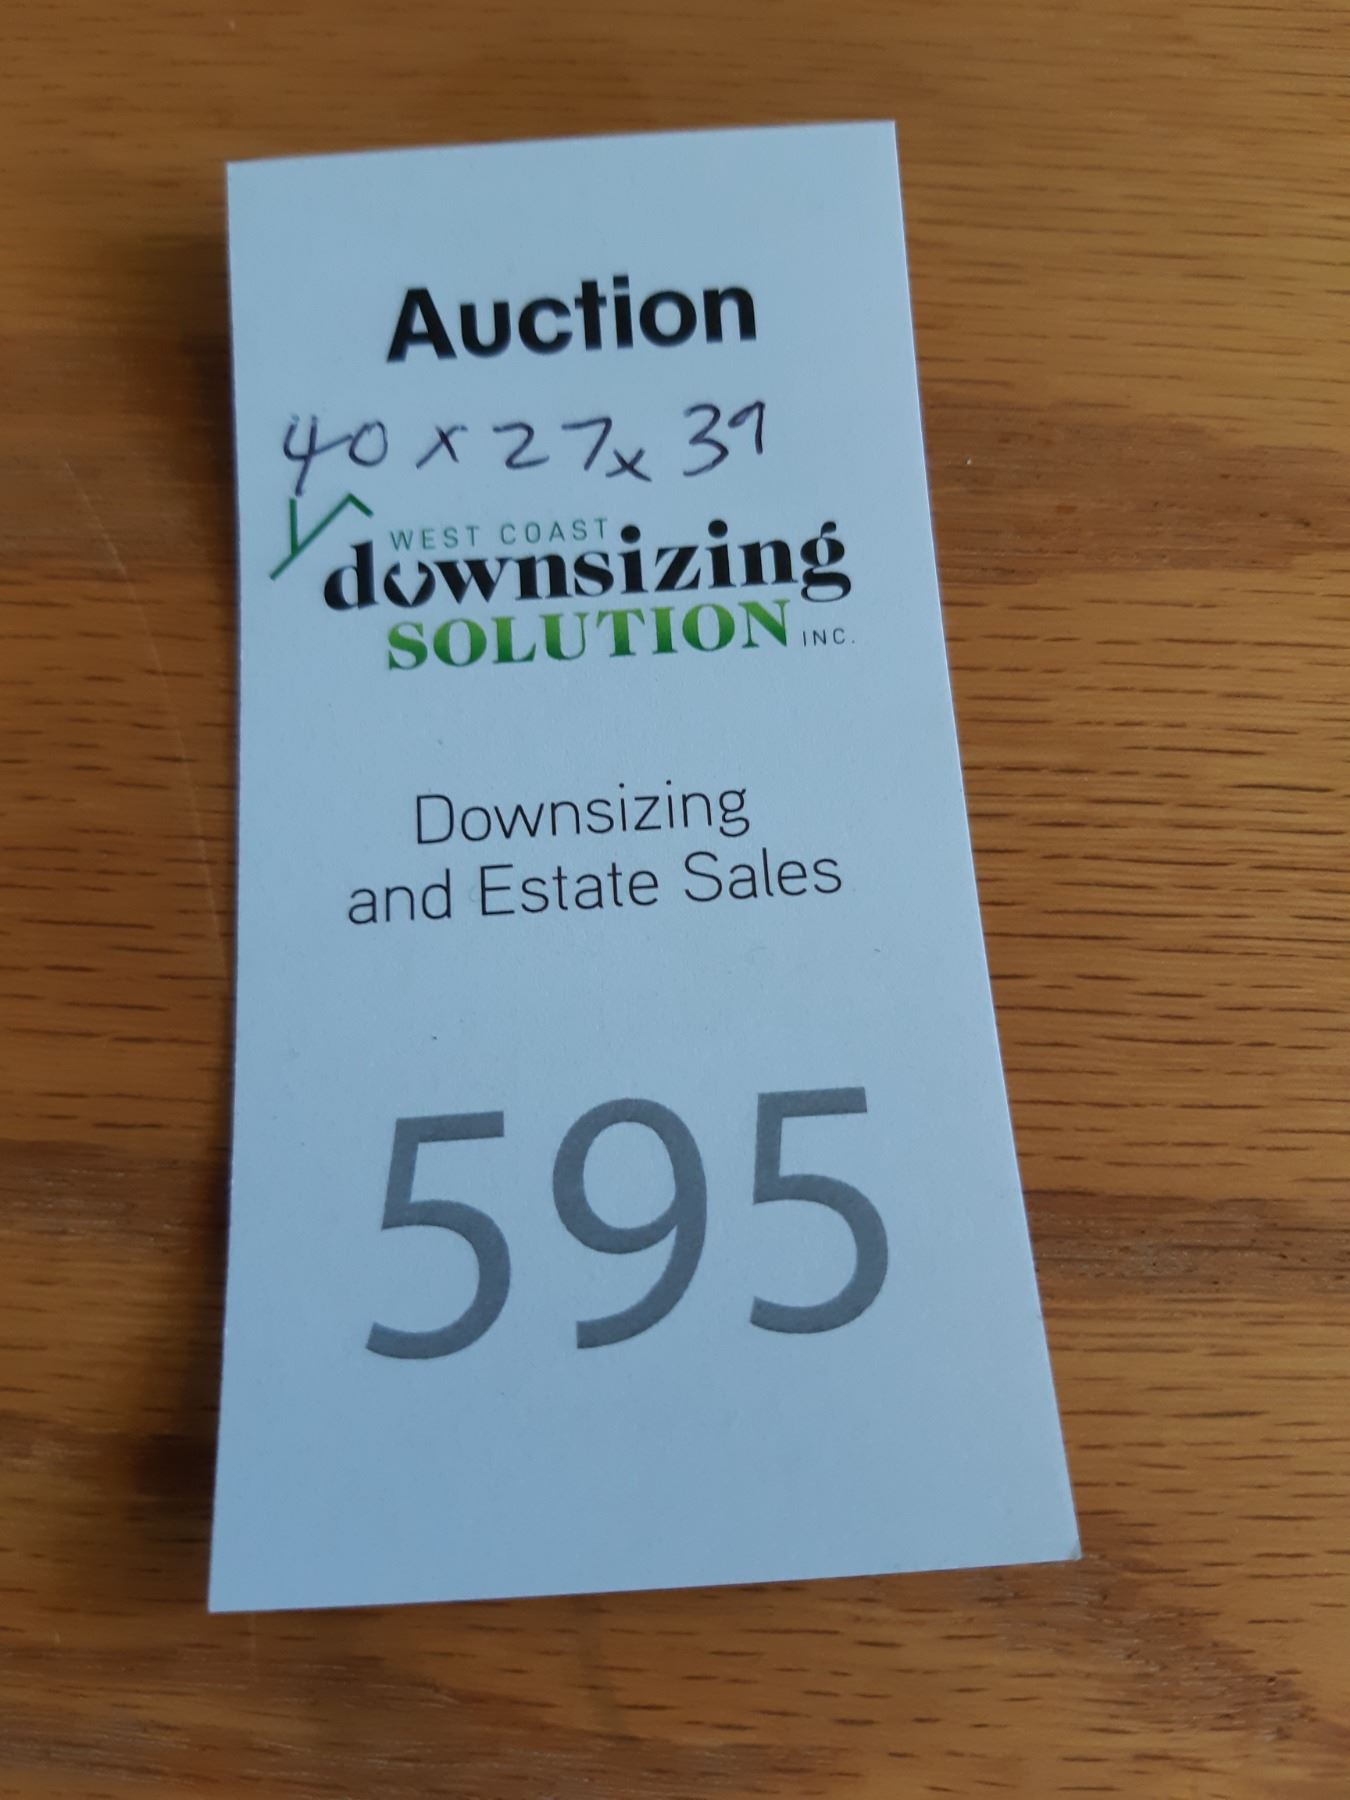 Auction
40 x 27 x 39
WEST COAST
downsizing
SOLUTION INC.
Downsizing
and Estate Sales
595